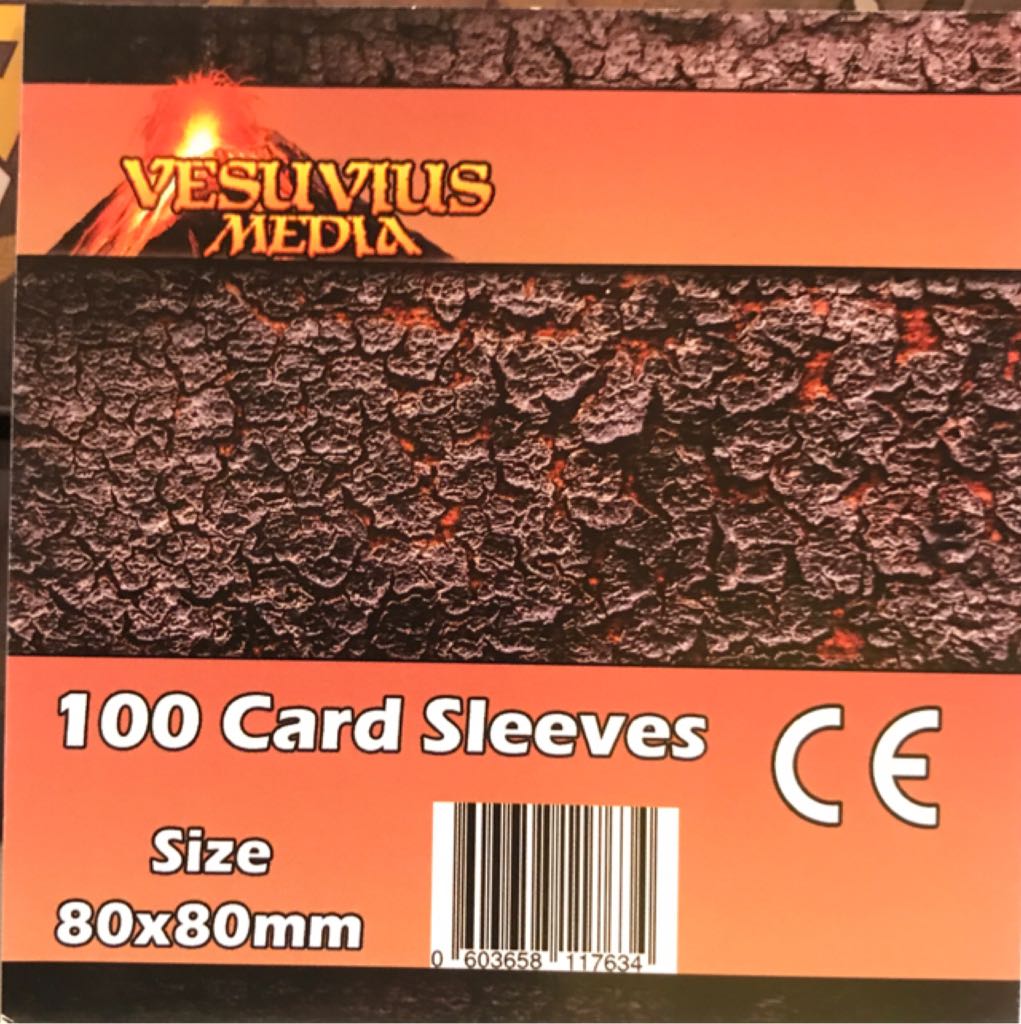 VESUVIUS
MEDIA
100 Card Sleeves
CE
Size
80x80mm
0 603658 117634